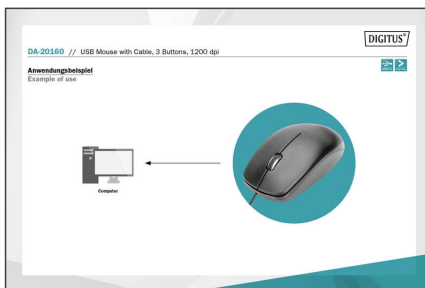 DIGITUS®
DA-20160 // USB Mouse with Cable, 3 Buttons, 1200 dpi
Anwendungsbeispiel
Example of use
Computer